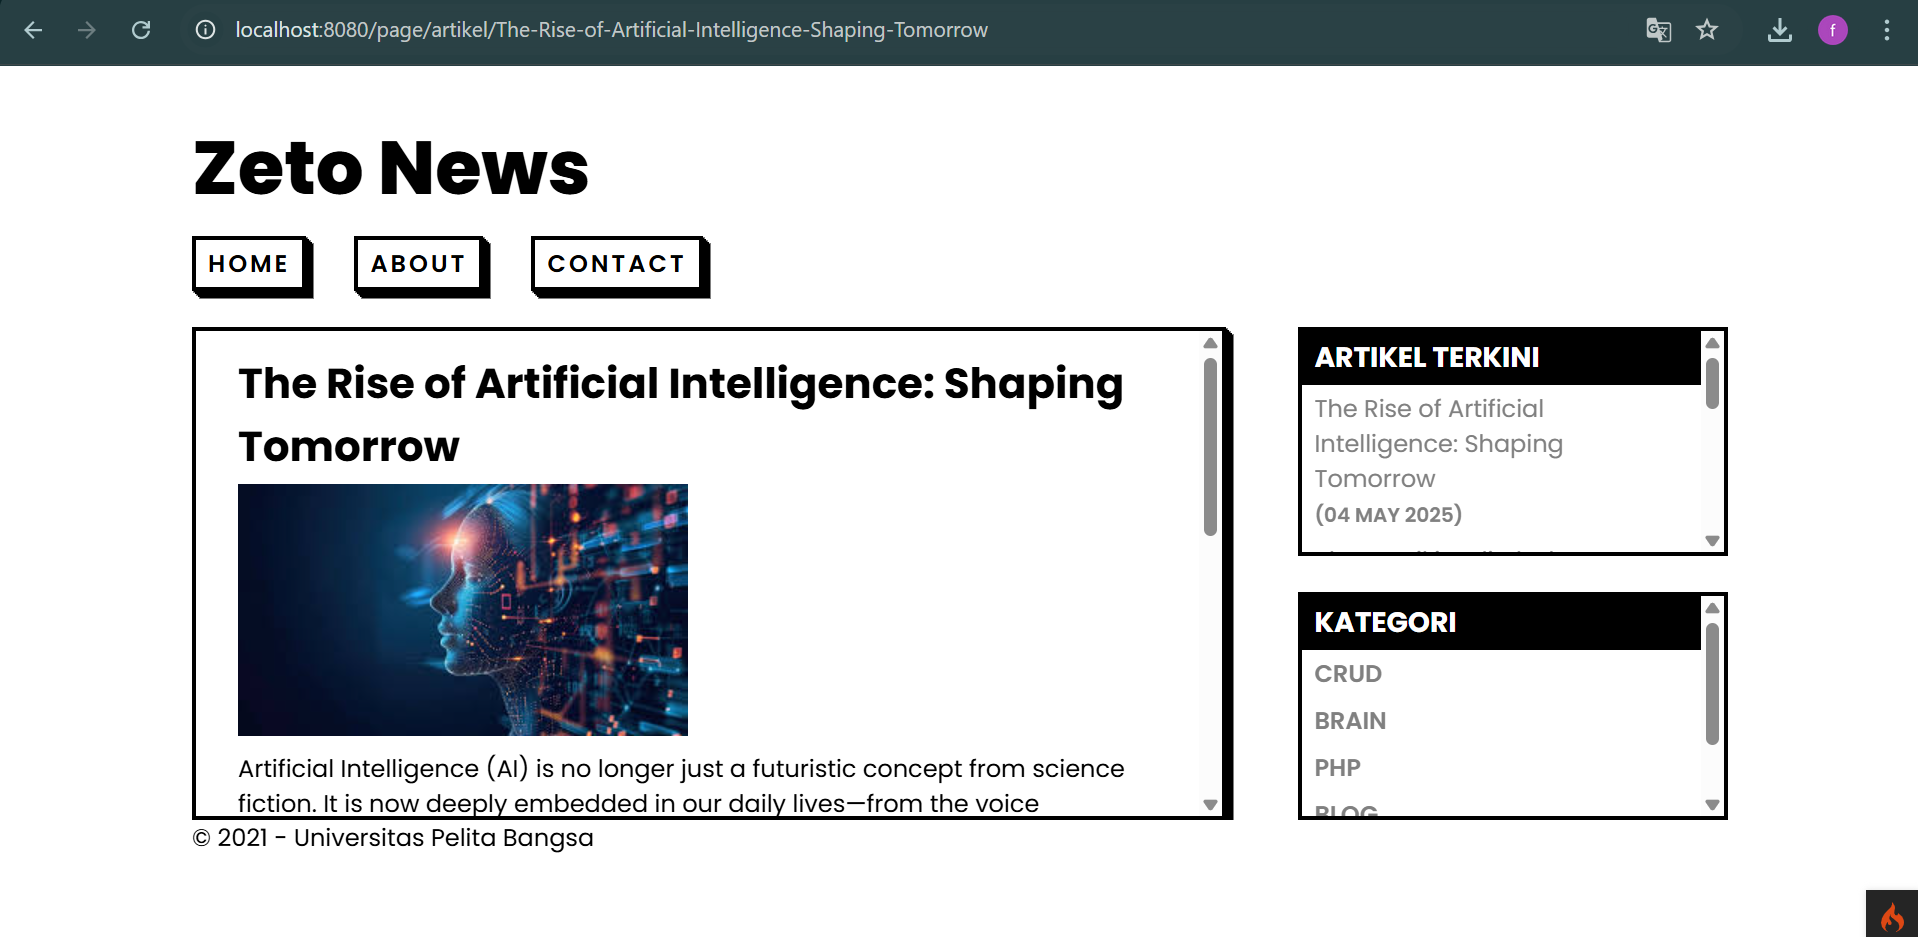 localhost:8080/page/artikel/The-Rise-of-Artificial-Intelligence-Shaping-Tomorrow
f
Zeto News
HOME
ABOUT
CONTACT
The Rise of Artificial Intelligence: Shaping
Tomorrow
Artificial Intelligence (AI) is no longer just a futuristic concept from science
fiction. It is now deeply embedded in our daily lives—from the voice
ARTIKEL TERKINI
The Rise of Artificial
Intelligence: Shaping
Tomorrow
(04 MAY 2025)
KATEGORI
CRUD
BRAIN
PHP
BLOG
© 2021 - Universitas Pelita Bangsa